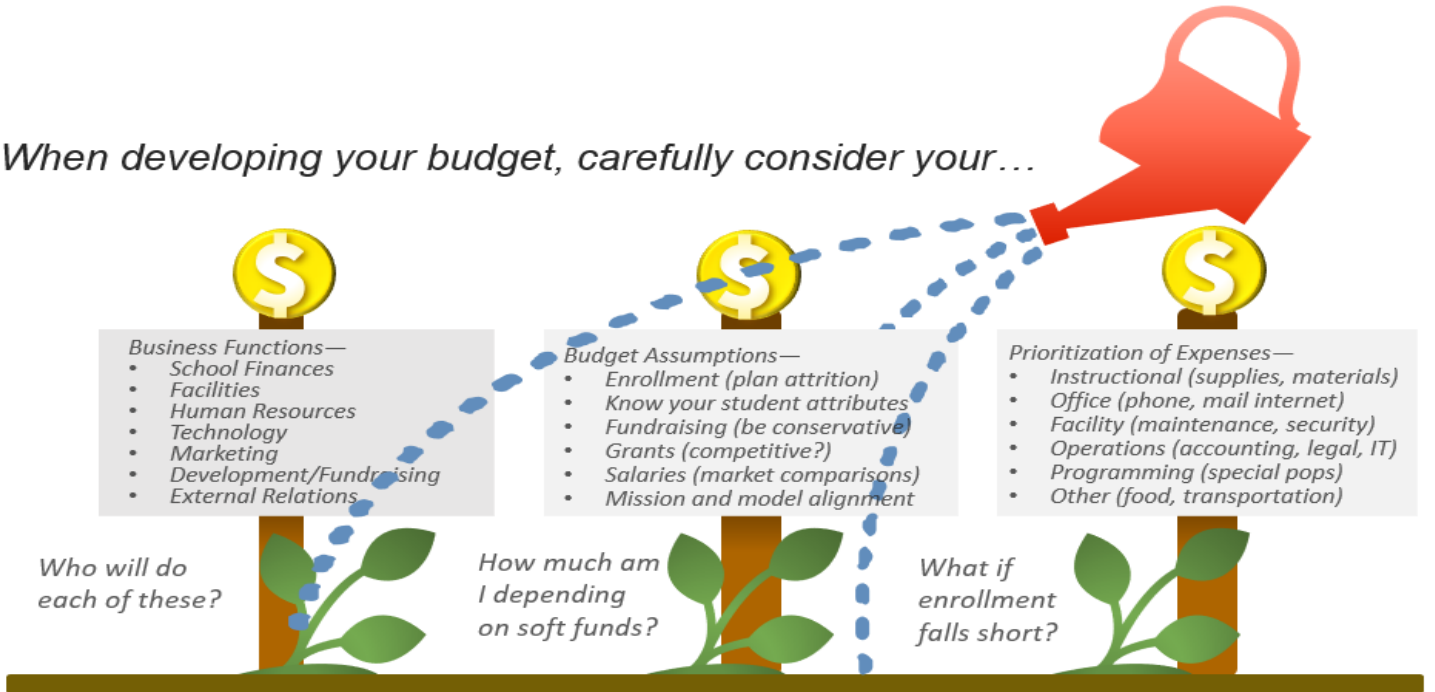 When developing your budget, carefully consider your…
$
$
$
Business Functions—
• School Finances
• Facilities
• Human Resources
• Technology
• Marketing
• Development/Fundraising
• External Relations
Who will do
each of these?
Budget Assumptions—
• Enrollment (plan attrition)
• Know your student attributes
• Fundraising (be conservative)
• Grants (competitive?)
• Salaries (market comparisons)
• Mission and model alignment
How much am
I depending
on soft funds?
Prioritization of Expenses—
• Instructional (supplies, materials)
• Office (phone, mail internet)
• Facility (maintenance, security)
• Operations (accounting, legal, IT)
• Programming (special pops)
• Other (food, transportation)
What if
enrollment
falls short?